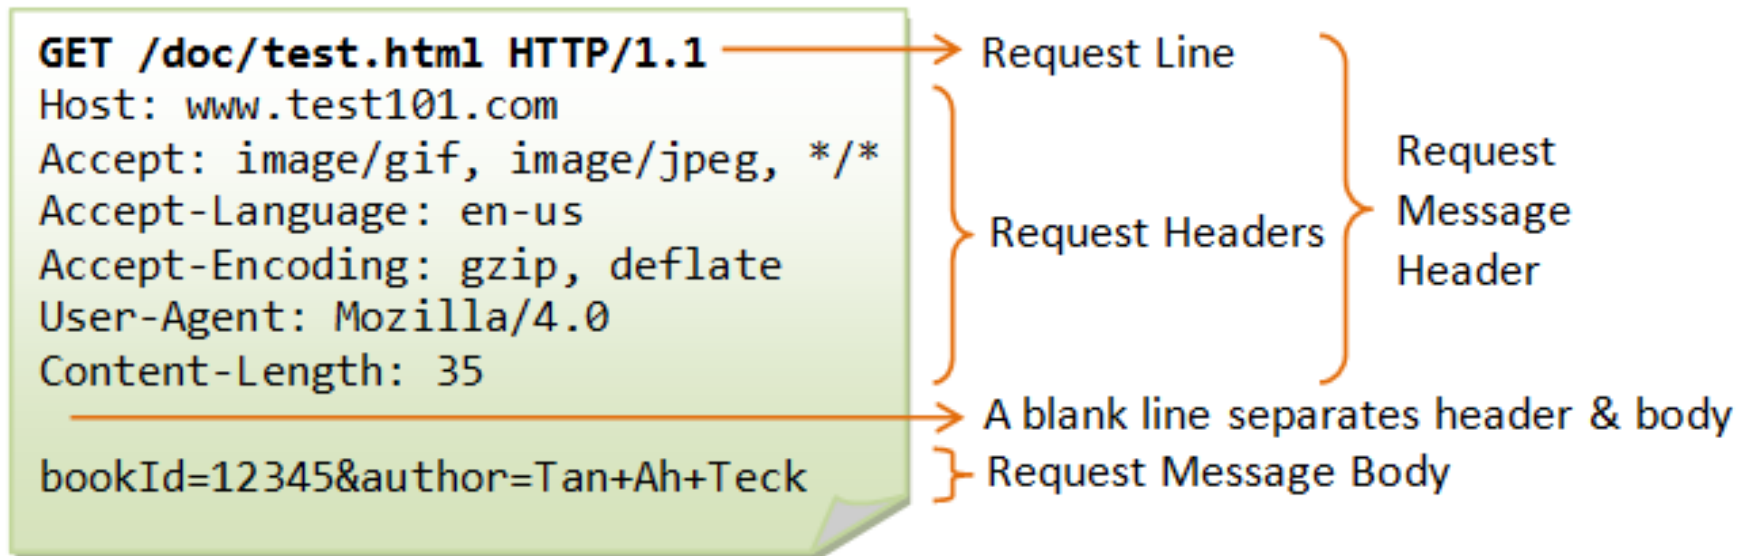 GET /doc/test.html HTTP/1.1
Host: www.test101.com
Accept: image/gif, image/jpeg, */*
Accept-Language: en-us
Accept-Encoding: gzip, deflate
User-Agent: Mozilla/4.0
Content-Length: 35
bookId=12345&author=Tan+Ah+Teck
Request Line
Request Headers
Request
Message
Header
A blank line separates header & body
Request Message Body